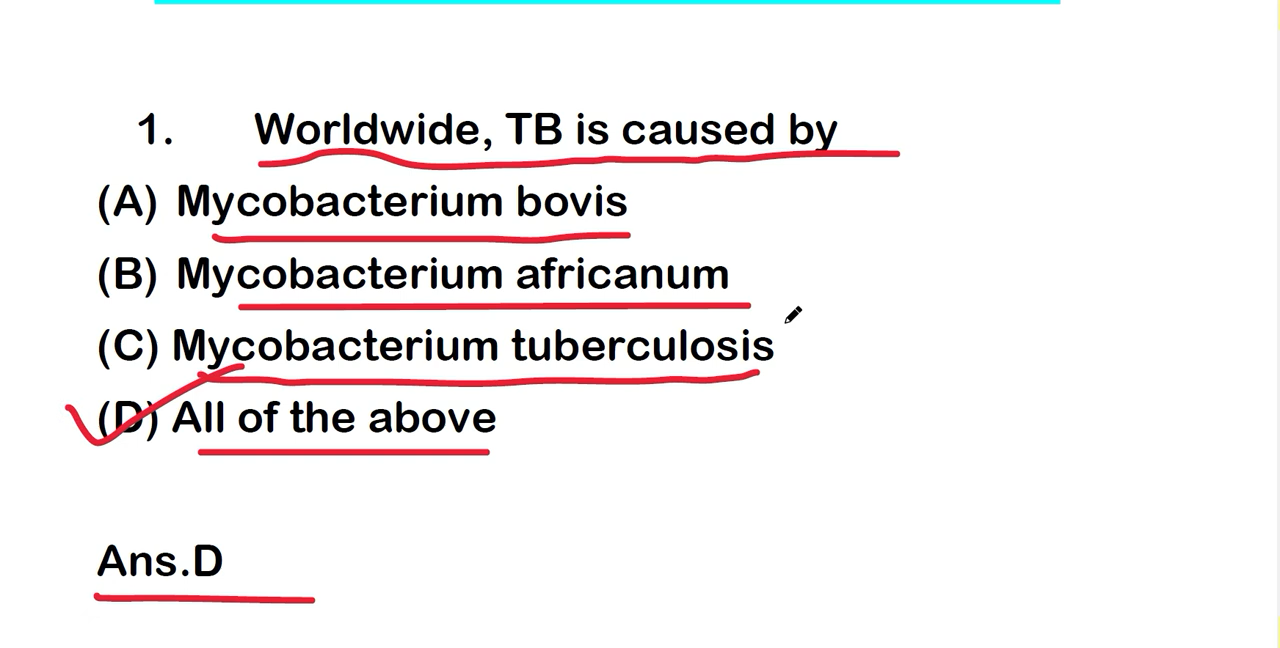 1. Worldwide, TB is caused by
(A) Mycobacterium bovis
(B) Mycobacterium africanum
(C) Mycobacterium tuberculosis
(D) All of the above
Ans.D